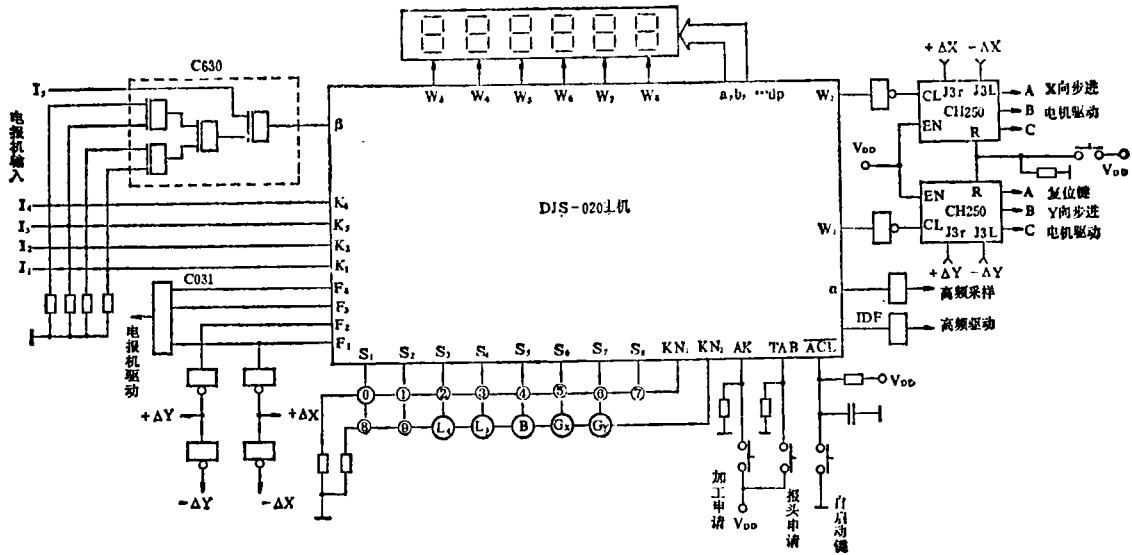 C630
I₅
电报机输入
I₄
I₃
I₂
I₁
C031
电报机驱动
+ΔY
-ΔY
+ΔX
-ΔX
W₃ W₄ W₅ W₆ W₇ W₈ a, b, …dp
β
K₄
K₃
K₂
K₁
F₄
F₃
F₂
F₁
DJS-020主机
W₂
W₁
α
IDF
S₁ S₂ S₃ S₄ S₅ S₆ S₇ S₈ KN₁ KN₂ AK TAB ACL
0 1 2 3 4 5 6 7
8 9 L₄ L₃ B Gx GY
+ΔX -ΔX
CL J3r J3L
CH250
EN R
A X向步进
B 电机驱动
C
VDD
VDD
EN R
CH250
CL J3r J3L
A 复位键
B Y向步进
C 电机驱动
+ΔY -ΔY
高频采样
高频驱动
VDD
加工申请
VDD
报头申请
自启动键